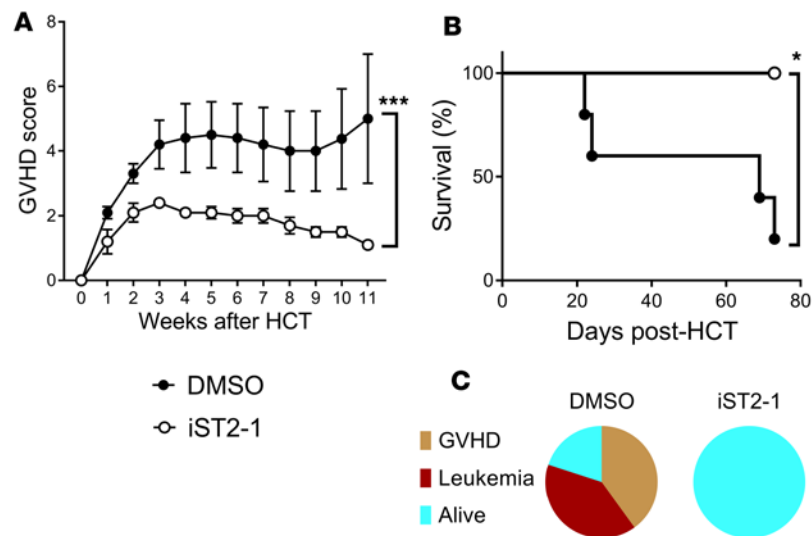 A
8
6
4
2
0
GVHD score
0 1 2 3 4 5 6 7 8 9 10 11
Weeks after HCT
***
DMSO
iST2-1
B
100
50
0
Survival (%)
0 20 40 60 80
Days post-HCT
*
C
DMSO iST2-1
GVHD
Leukemia
Alive